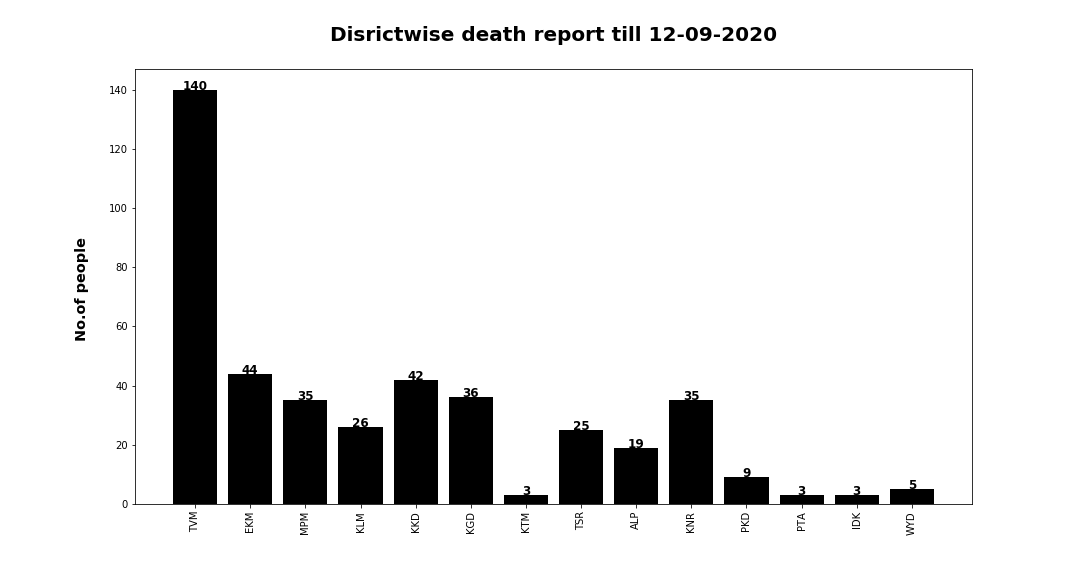 Disrictwise death report till 12-09-2020
No.of people
140
120
100
80
60
40
20
0
140
44
35
26
42
36
3
25
19
35
9
3
3
5
TVM
EKM
MPM
KLM
KKD
KGD
KTM
TSR
ALP
KNR
PKD
PTA
IDK
WYD